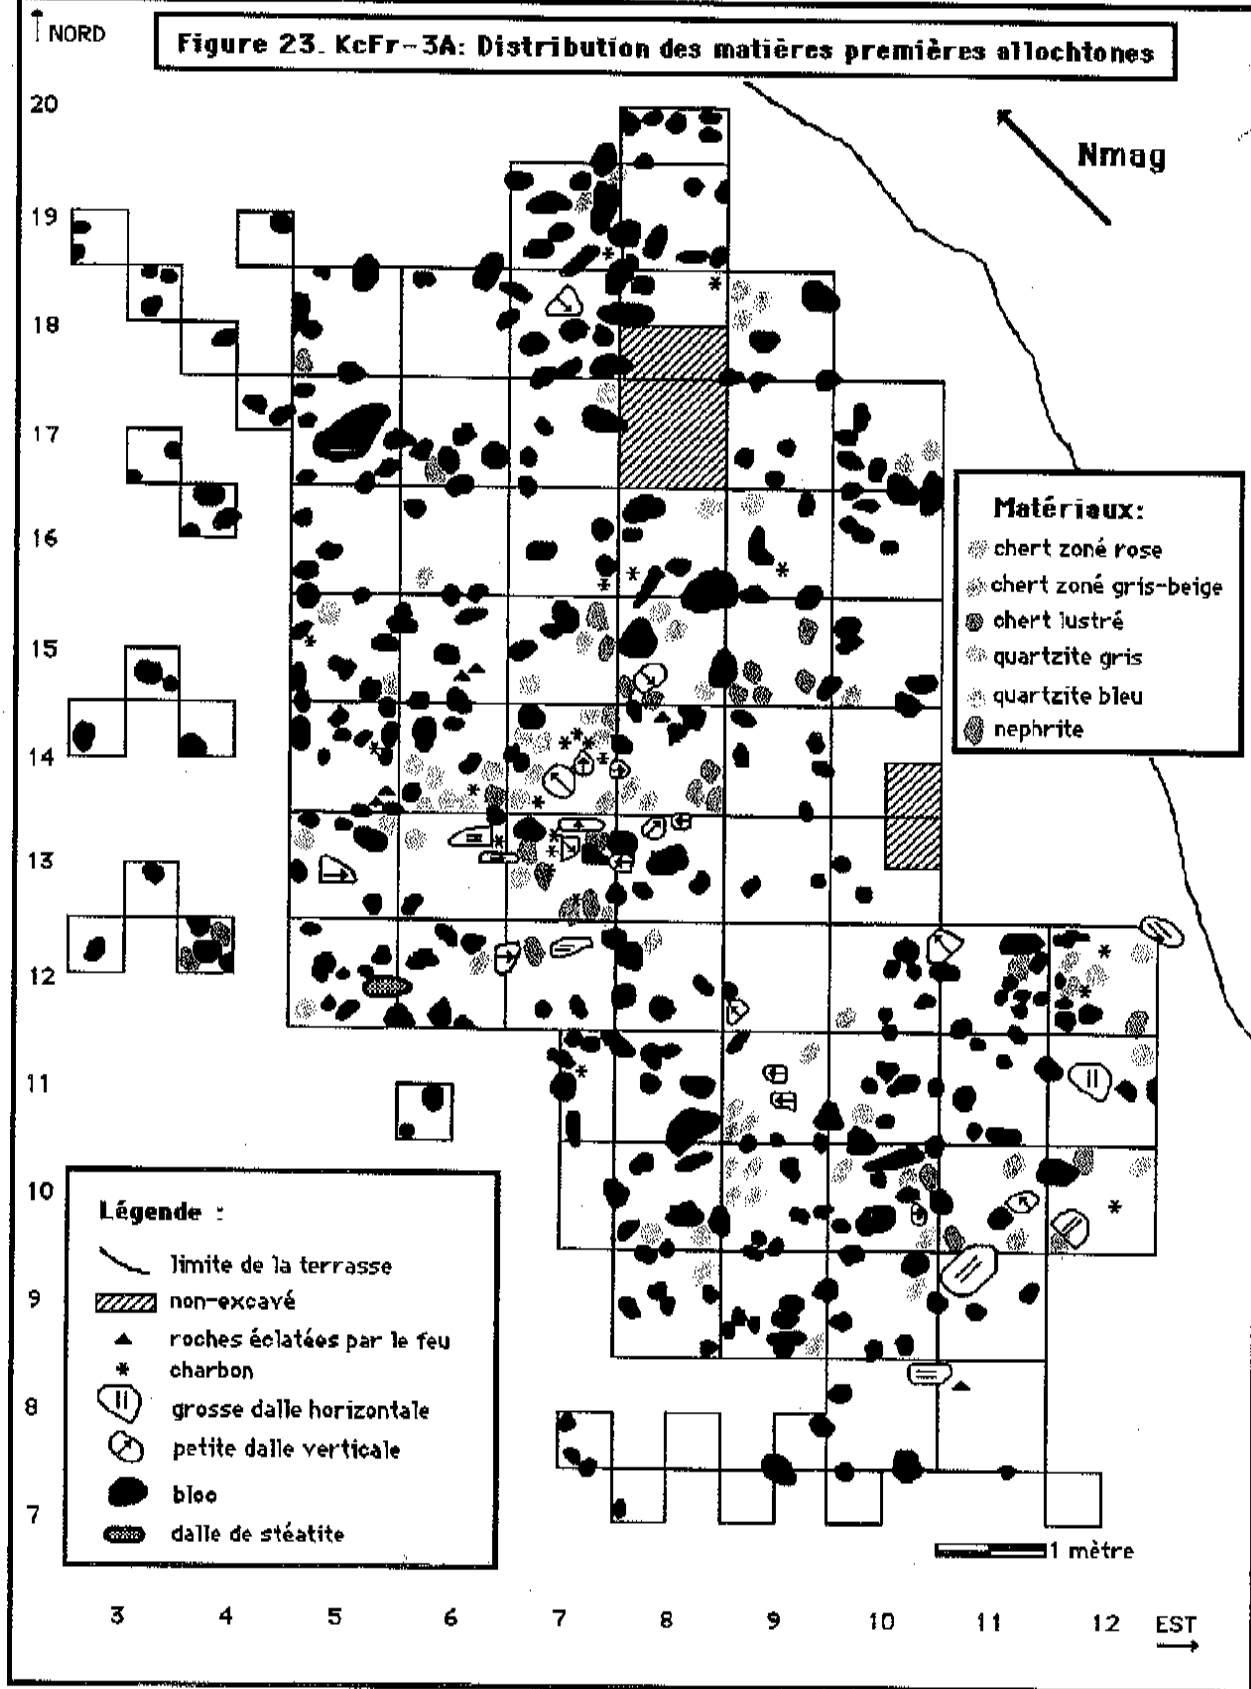 NORD
Figure 23. KcFr-3A: Distribution des matières premières allochtones
Nmag
20
19
18
17
16
15
14
13
12
11
10
9
8
7
Matériaux:
chert zoné rose
chert zoné gris-beige
chert lustré
quartzite gris
quartzite bleu
nephrite
Légende :
limite de la terrasse
non-excavé
roches éclatées par le feu
charbon
grosse dalle horizontale
petite dalle verticale
bloo
dalle de stéatite
1 mètre
3 4 5 6 7 8 9 10 11 12 EST